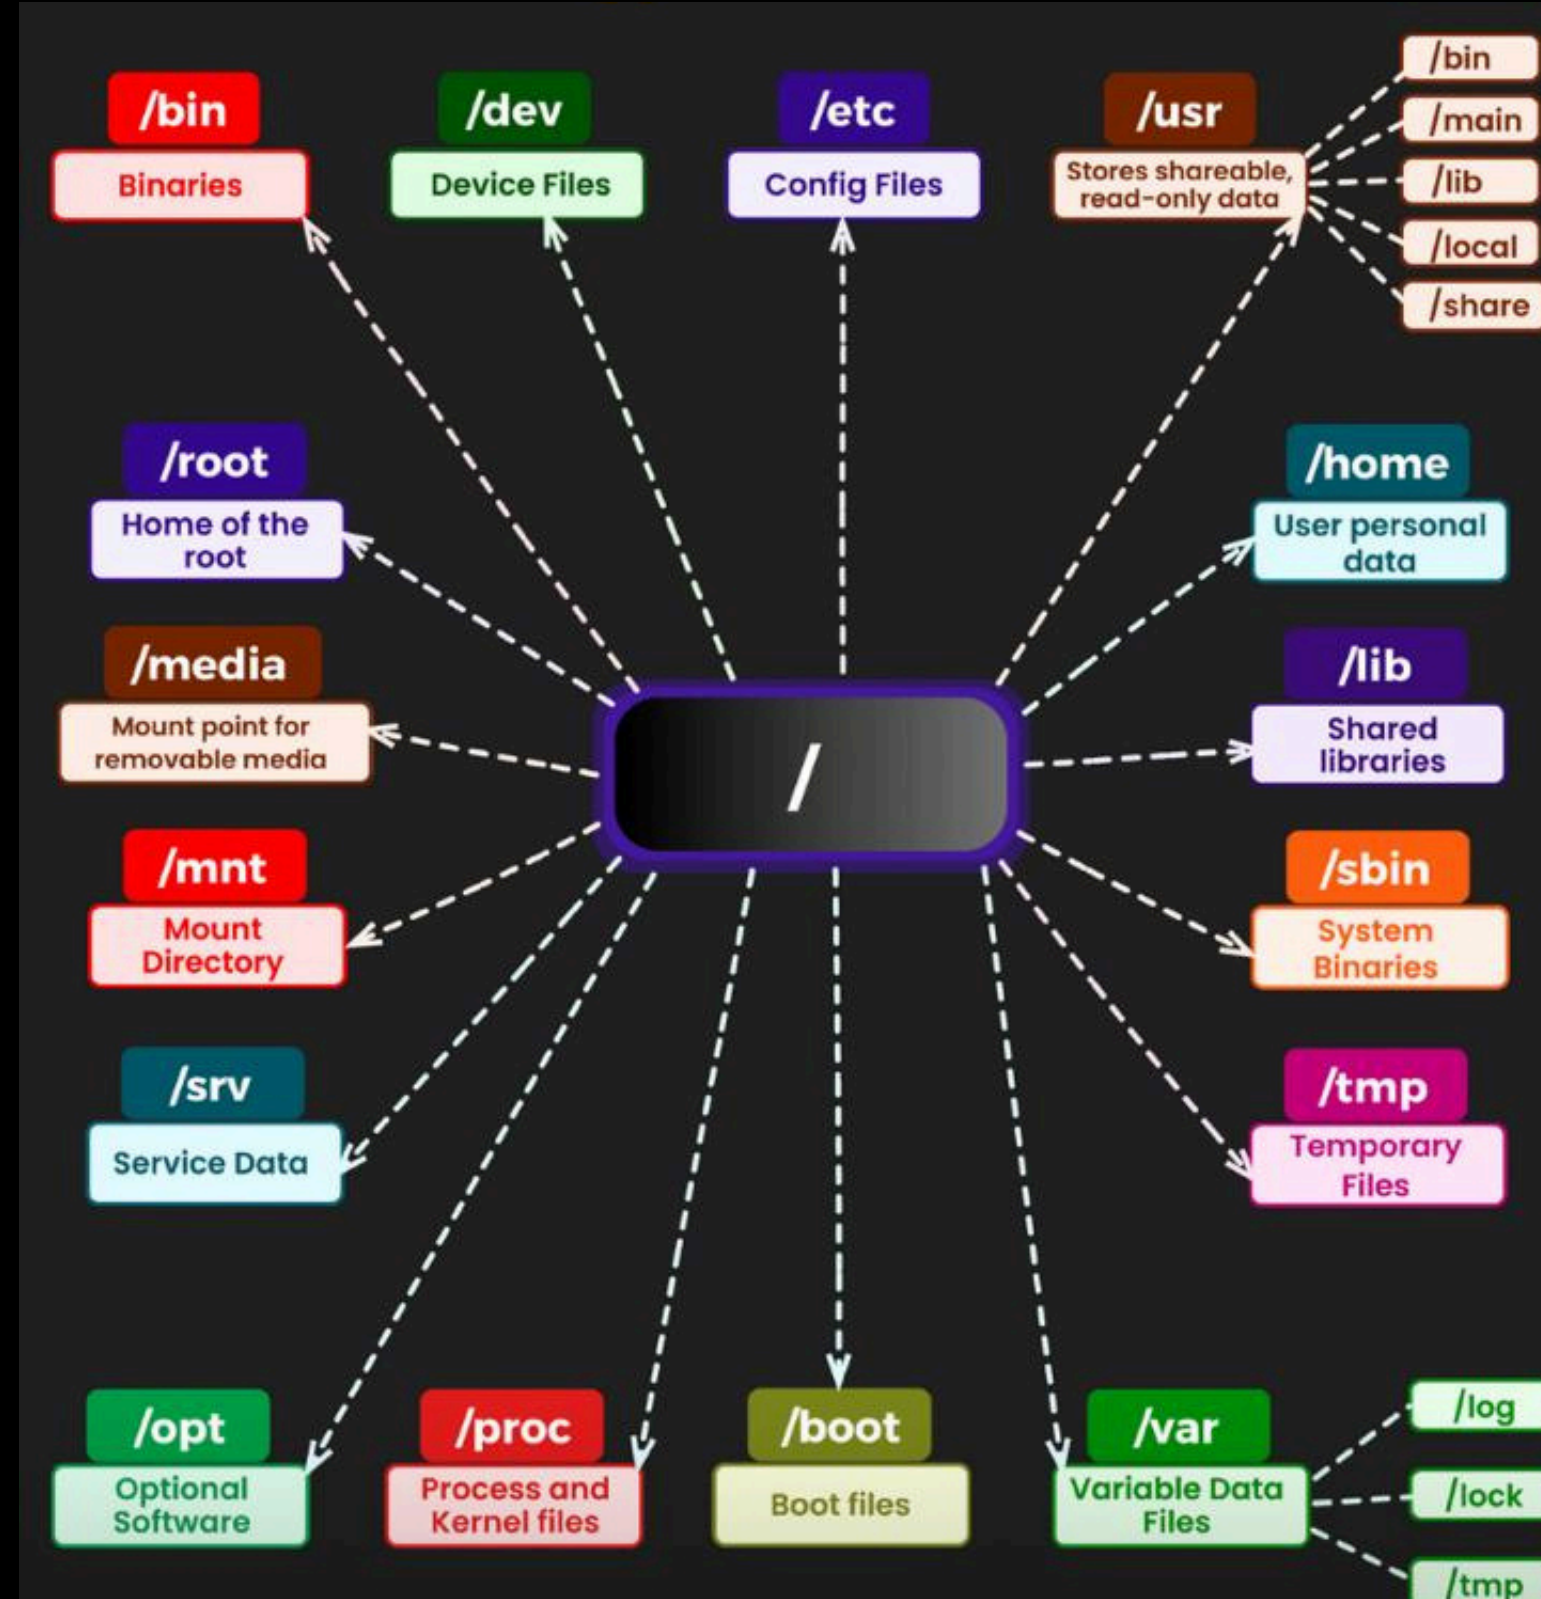 /bin
Binaries
/dev
Device Files
/etc
Config Files
/usr
Stores shareable,
read-only data
/bin
/main
/lib
/local
/share
/root
Home of the
root
/home
User personal
data
/media
Mount point for
removable media
/
/lib
Shared
libraries
/mnt
Mount
Directory
/sbin
System
Binaries
/srv
Service Data
/tmp
Temporary
Files
/opt
Optional
Software
/proc
Process and
Kernel files
/boot
Boot files
/var
Variable Data
Files
/log
/lock
/tmp